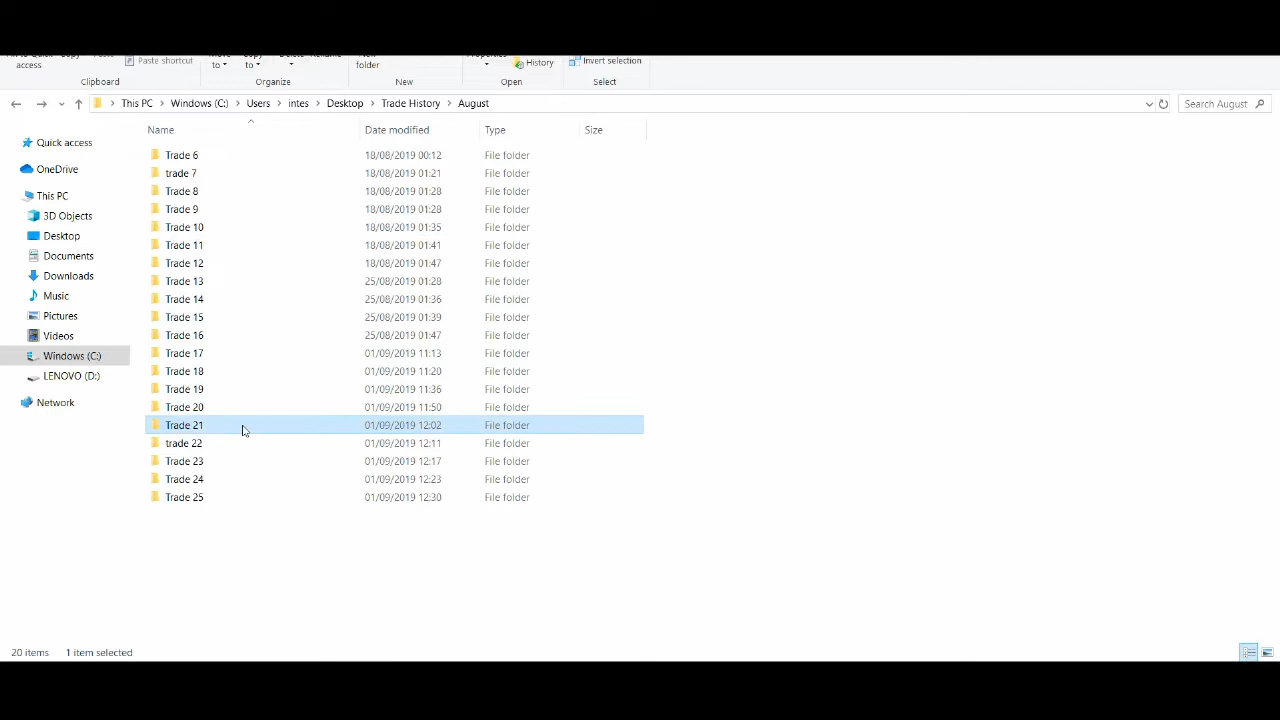 access
Paste shortcut
to
to
folder
History
Invert selection
Clipboard
Organize
New
Open
Select
This PC > Windows (C:) > Users > intes > Desktop > Trade History > August
Search August
Name Date modified Type Size
Quick access
OneDrive
This PC
3D Objects
Desktop
Documents
Downloads
Music
Pictures
Videos
Windows (C:)
LENOVO (D:)
Network
Trade 6 18/08/2019 00:12 File folder
trade 7 18/08/2019 01:21 File folder
Trade 8 18/08/2019 01:28 File folder
Trade 9 18/08/2019 01:28 File folder
Trade 10 18/08/2019 01:35 File folder
Trade 11 18/08/2019 01:41 File folder
Trade 12 18/08/2019 01:47 File folder
Trade 13 25/08/2019 01:28 File folder
Trade 14 25/08/2019 01:36 File folder
Trade 15 25/08/2019 01:39 File folder
Trade 16 25/08/2019 01:47 File folder
Trade 17 01/09/2019 11:13 File folder
Trade 18 01/09/2019 11:20 File folder
Trade 19 01/09/2019 11:36 File folder
Trade 20 01/09/2019 11:50 File folder
Trade 21 01/09/2019 12:02 File folder
trade 22 01/09/2019 12:11 File folder
Trade 23 01/09/2019 12:17 File folder
Trade 24 01/09/2019 12:23 File folder
Trade 25 01/09/2019 12:30 File folder
20 items 1 item selected